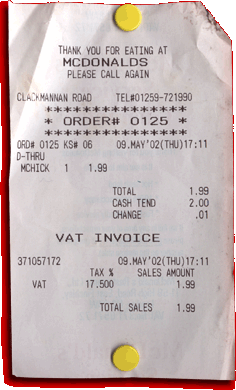 THANK YOU FOR EATING AT
MCDONALDS
PLEASE CALL AGAIN
CLACKMANNAN ROAD TEL#01259-721990
****************
* ORDER# 0125 *
****************
ORD# 0125 KS# 06 09.MAY'02(THU)17:11
D-THRU
MCHICK 1 1.99
TOTAL 1.99
CASH TEND 2.00
CHANGE .01
VAT INVOICE
371057172 09.MAY'02(THU)17:11
TAX % SALES AMOUNT
VAT 17.500 1.99
TOTAL SALES 1.99